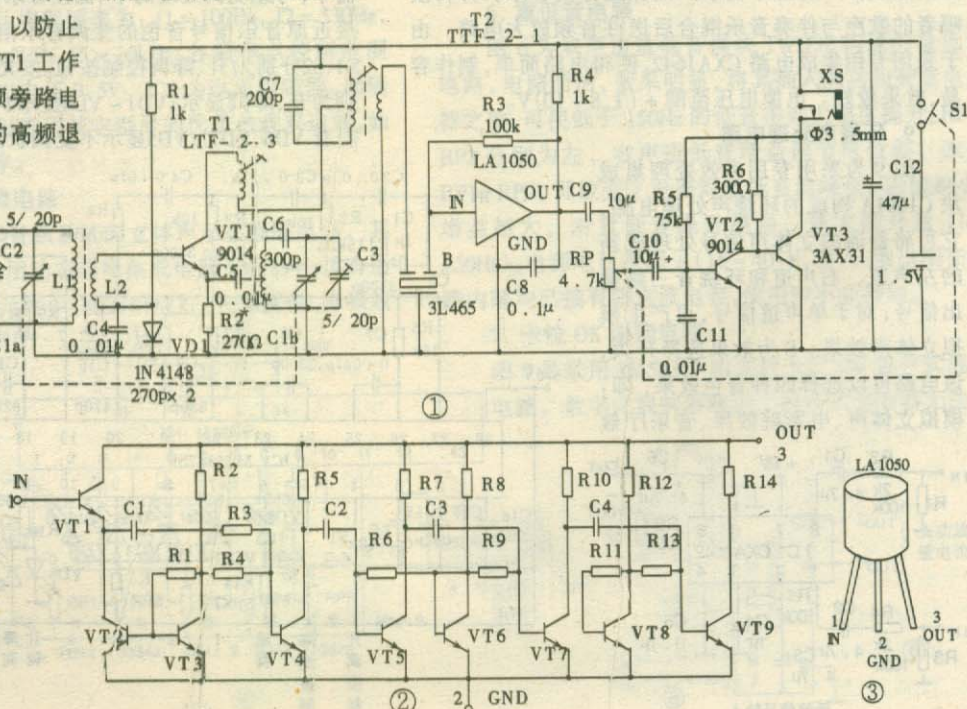 以防止
T1 工作
频旁路电
的高频退
T2
TTF-2-1
C7
200p
R1
1k
T1
LTF-2-3
R4
1k
R3
100k
LA1050
XS
Φ3.5mm
S1
5/20p
C2
L1
L2
VT1
9014
C6
300p
C5
0.01μ
C3
5/20p
IN
OUT
GND
C9
10μ
RP
4.7k
R5
75k
C10
10μ
+
R6
300Ω
VT2
9014
VT3
3AX31
C12
47μ
1.5V
B
3L465
C8
0.1μ
C11
0.01μ
C4
0.01μ
R2*
270Ω
VD1
1N4148
C1a
C1b
270p×2
①
IN
1
VT1
C1
R2
R3
R1
R4
VT2
VT3
VT4
R5
C2
R6
R7
C3
R8
R9
VT5
VT6
VT7
R10
C4
R11
R12
R13
VT8
VT9
R14
OUT
3
2
GND
②
LA1050
1
IN
2
GND
3
OUT
③